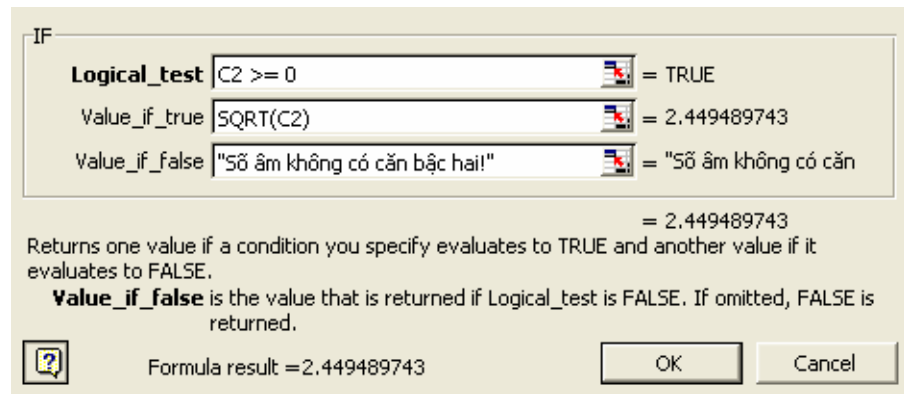 IF
Logical_test C2 >= 0 = TRUE
Value_if_true SQRT(C2) = 2.449489743
Value_if_false "Số âm không có căn bậc hai!" = "Số âm không có căn
= 2.449489743
Returns one value if a condition you specify evaluates to TRUE and another value if it
evaluates to FALSE.
Value_if_false is the value that is returned if Logical_test is FALSE. If omitted, FALSE is
returned.
Formula result =2.449489743 OK Cancel